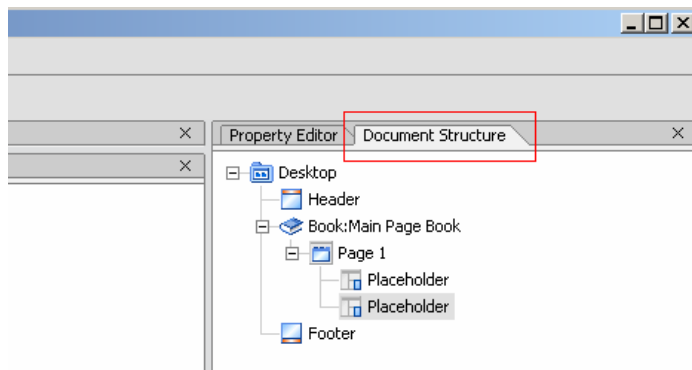 Property Editor Document Structure
Desktop
Header
Book:Main Page Book
Page 1
Placeholder
Placeholder
Footer